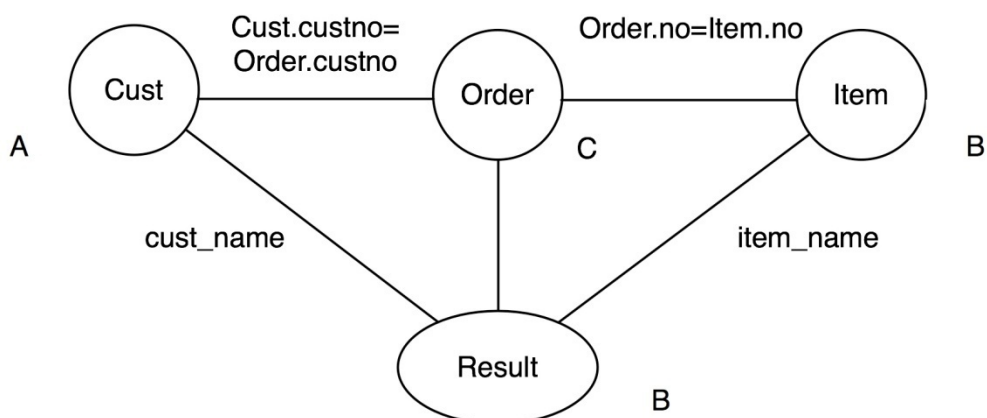 Cust.custno=
Order.custno
Order.no=Item.no
Cust
Order
Item
A
C
B
cust_name
item_name
Result
B